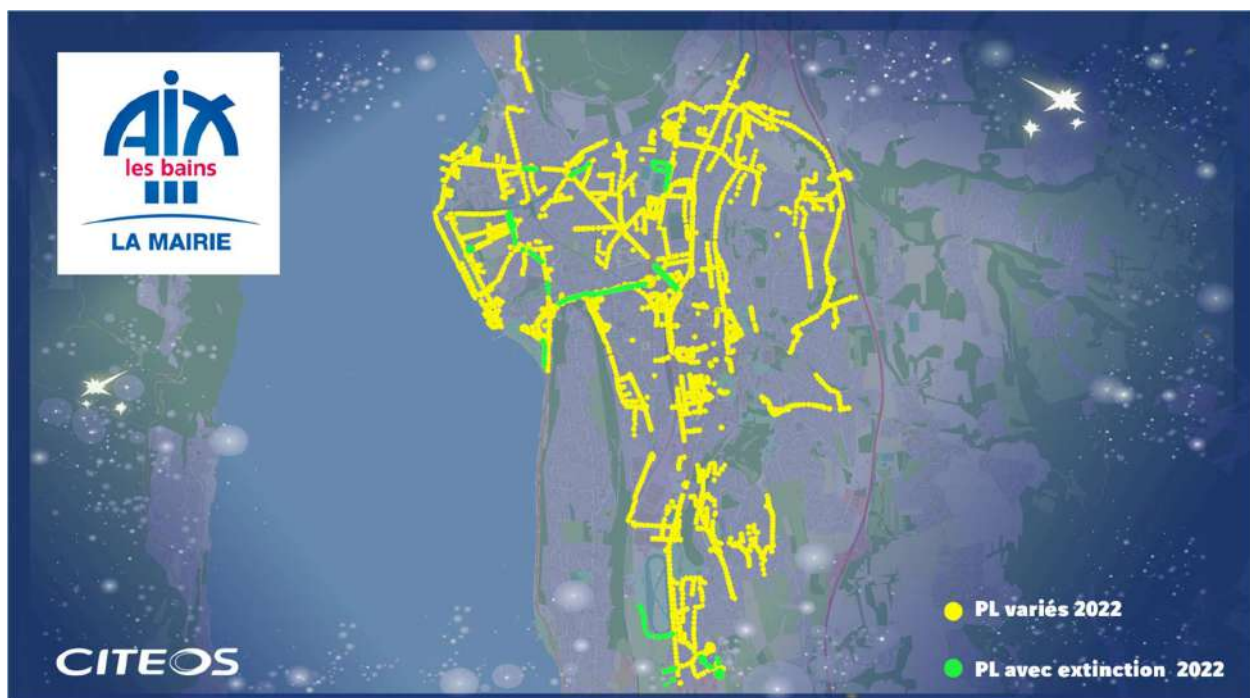 AIX
les bains
LA MAIRIE
PL variés 2022
PL avec extinction 2022
CITEOS